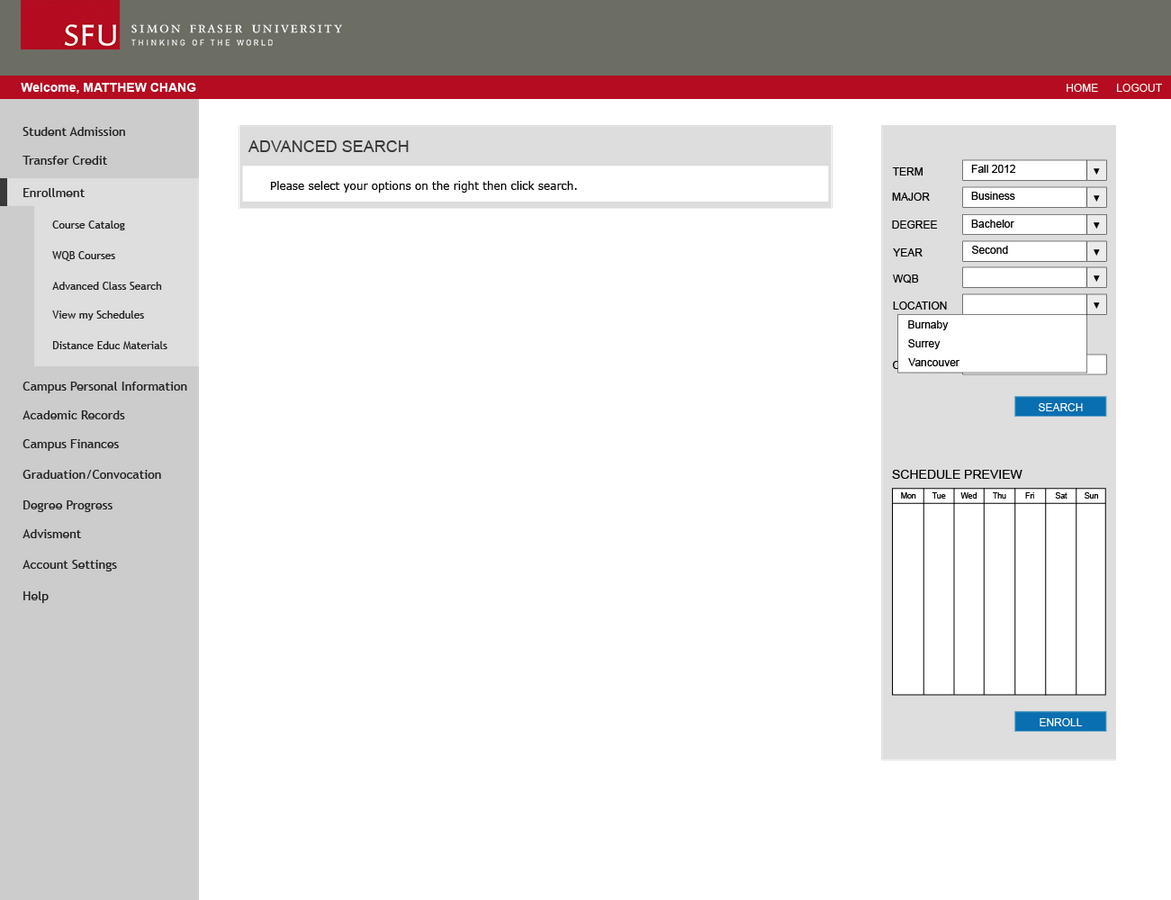 SFU
SIMON FRASER UNIVERSITY
THINKING OF THE WORLD
Welcome, MATTHEW CHANG
HOME
LOGOUT
Student Admission
Transfer Credit
Enrollment
Course Catalog
WQB Courses
Advanced Class Search
View my Schedules
Distance Educ Materials
Campus Personal Information
Academic Records
Campus Finances
Graduation/Convocation
Degree Progress
Advisment
Account Settings
Help
ADVANCED SEARCH
Please select your options on the right then click search.
TERM Fall 2012
MAJOR Business
DEGREE Bachelor
YEAR Second
WQB
LOCATION
Burnaby
Surrey
Vancouver
SEARCH
SCHEDULE PREVIEW
Mon Tue Wed Thu Fri Sat Sun
ENROLL